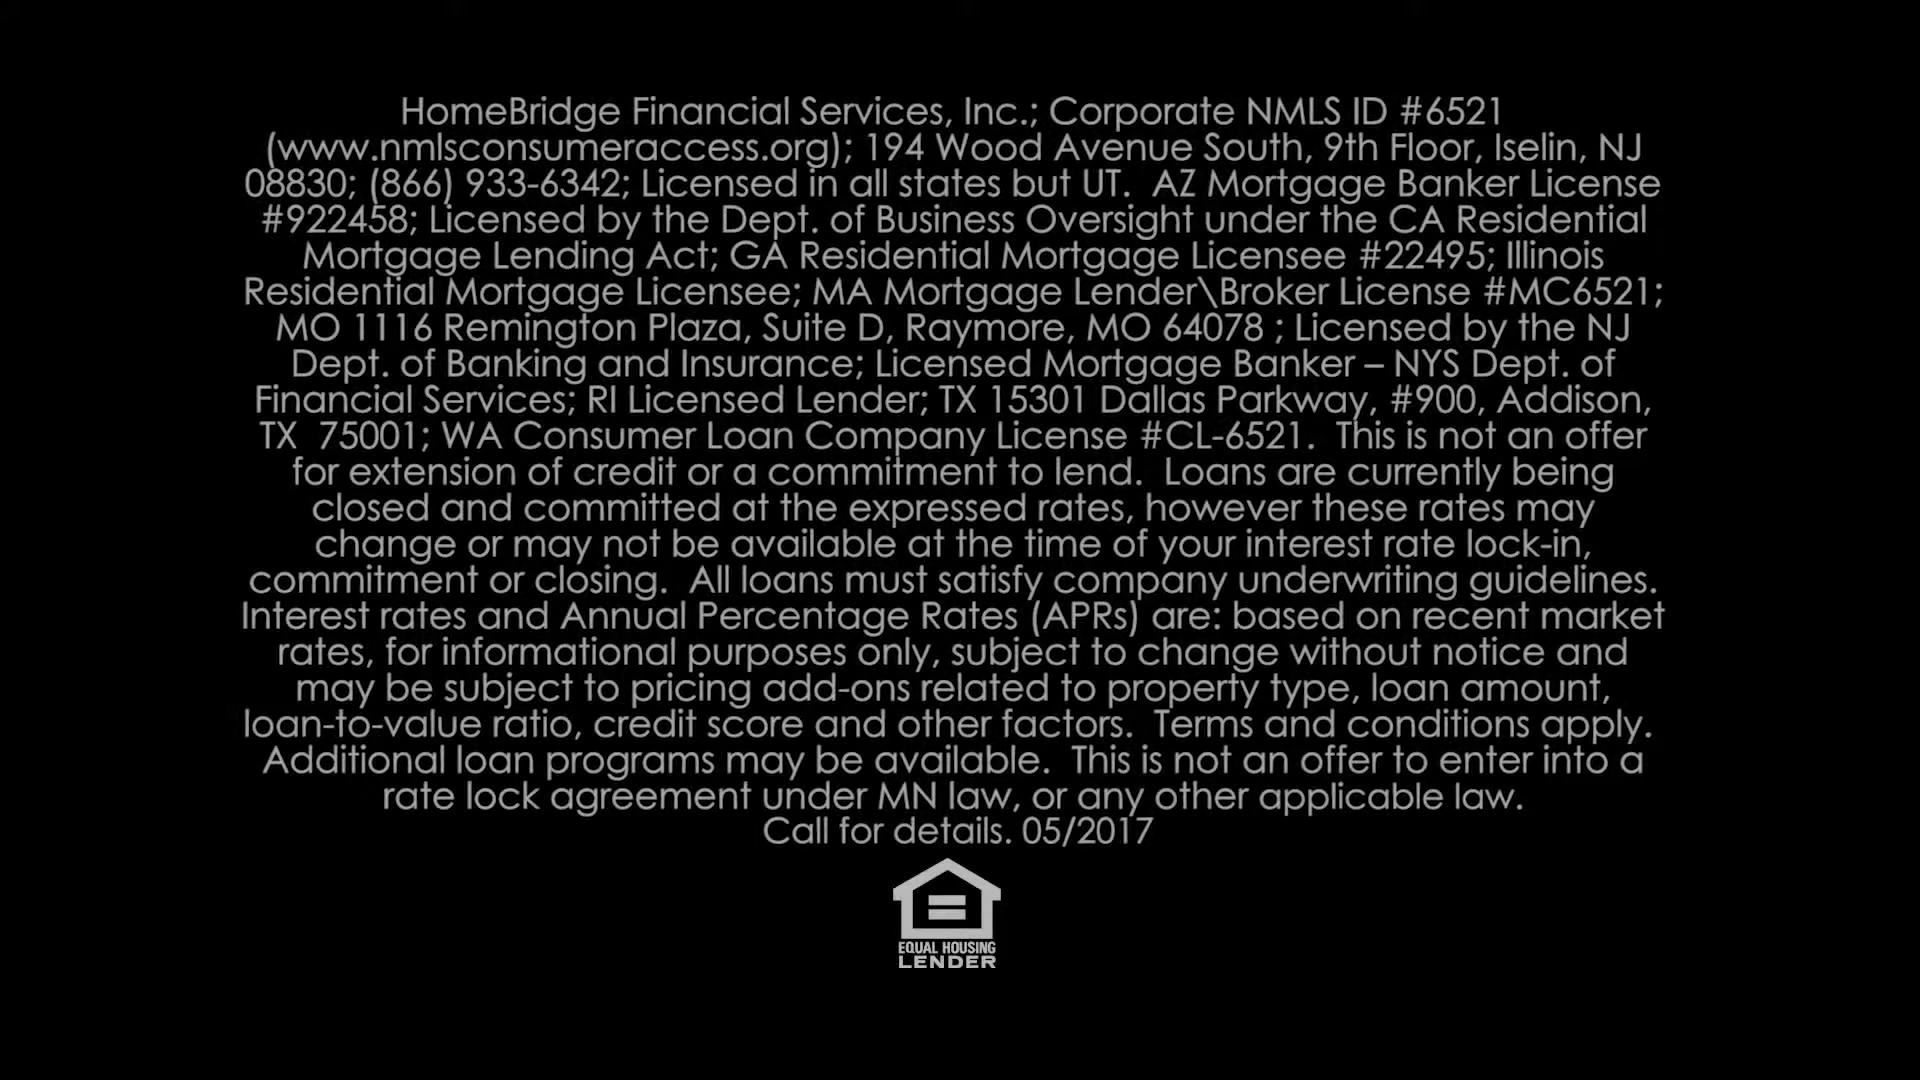 HomeBridge Financial Services, Inc.; Corporate NMLS ID #6521
(www.nmlsconsumeraccess.org); 194 Wood Avenue South, 9th Floor, Iselin, NJ
08830; (866) 933-6342; Licensed in all states but UT.  AZ Mortgage Banker License
#922458; Licensed by the Dept. of Business Oversight under the CA Residential
Mortgage Lending Act; GA Residential Mortgage Licensee #22495; Illinois
Residential Mortgage Licensee; MA Mortgage Lender\Broker License #MC6521;
MO 1116 Remington Plaza, Suite D, Raymore, MO 64078 ; Licensed by the NJ
Dept. of Banking and Insurance; Licensed Mortgage Banker – NYS Dept. of
Financial Services; RI Licensed Lender; TX 15301 Dallas Parkway, #900, Addison,
TX  75001; WA Consumer Loan Company License #CL-6521.  This is not an offer
for extension of credit or a commitment to lend.  Loans are currently being
closed and committed at the expressed rates, however these rates may
change or may not be available at the time of your interest rate lock-in,
commitment or closing.  All loans must satisfy company underwriting guidelines.
Interest rates and Annual Percentage Rates (APRs) are: based on recent market
rates, for informational purposes only, subject to change without notice and
may be subject to pricing add-ons related to property type, loan amount,
loan-to-value ratio, credit score and other factors.  Terms and conditions apply.
Additional loan programs may be available.  This is not an offer to enter into a
rate lock agreement under MN law, or any other applicable law.
Call for details. 05/2017
EQUAL HOUSING
LENDER